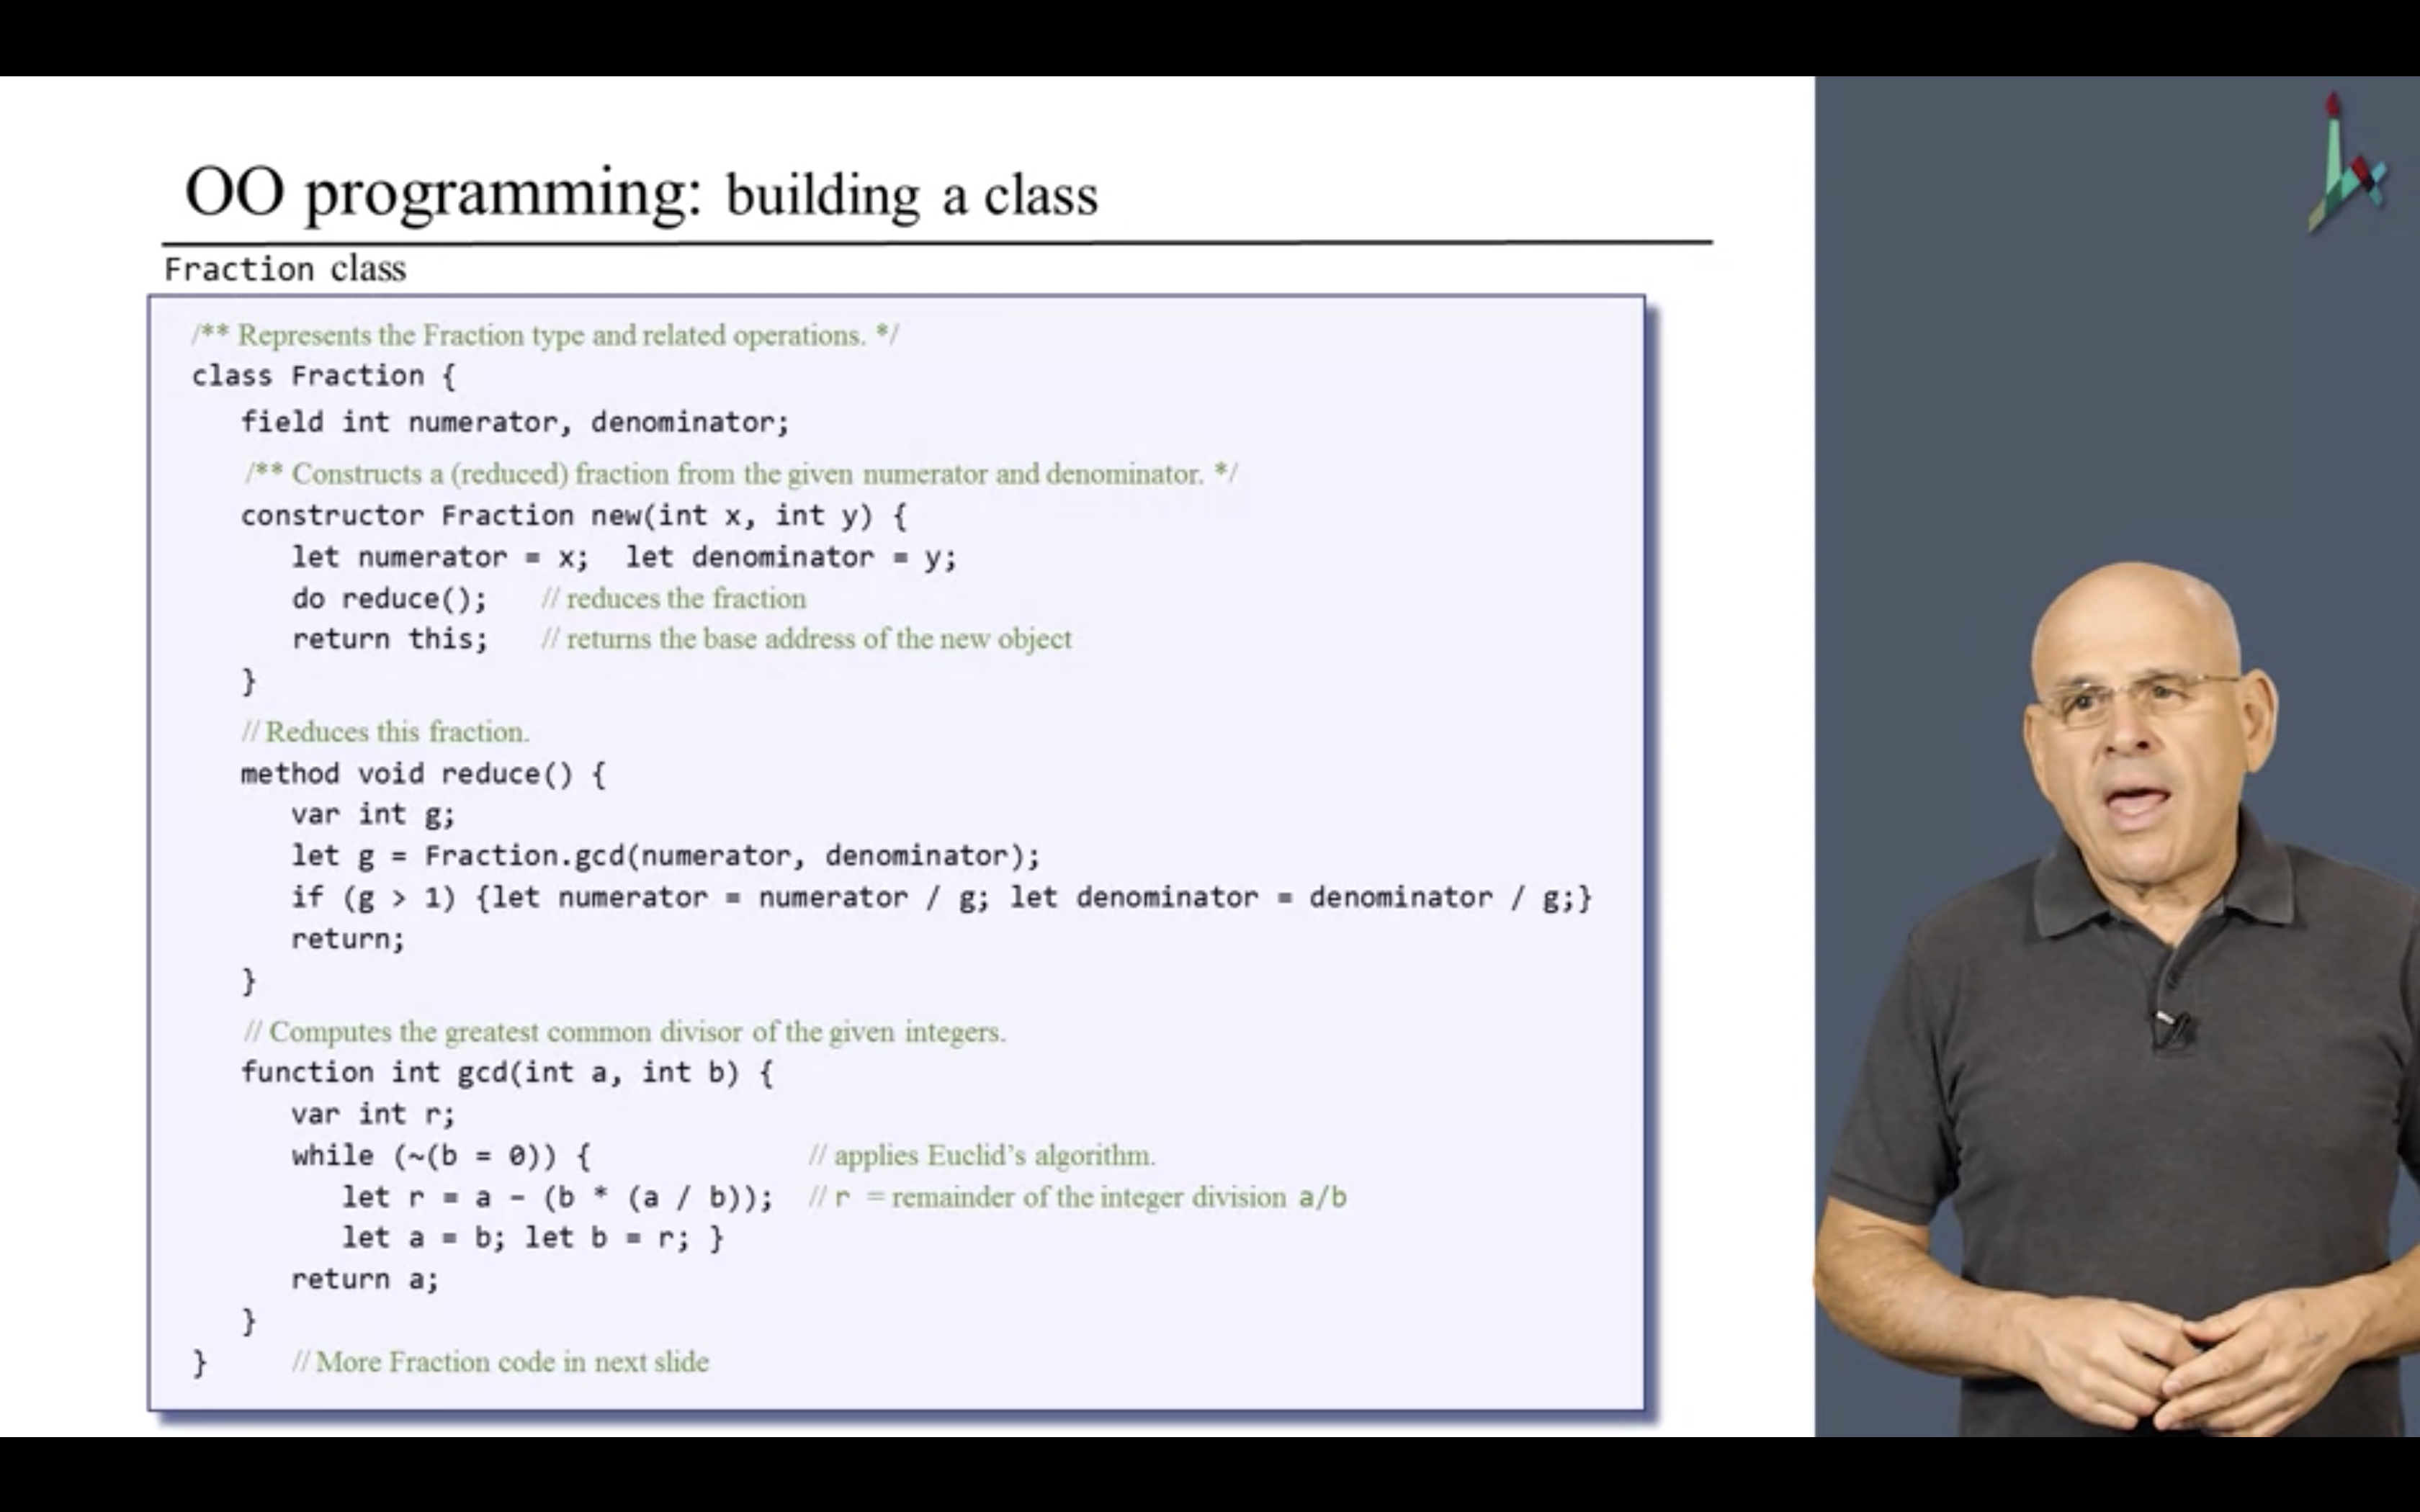 OO programming: building a class
Fraction class
/** Represents the Fraction type and related operations. */
class Fraction {
field int numerator, denominator;
/** Constructs a (reduced) fraction from the given numerator and denominator. */
constructor Fraction new(int x, int y) {
let numerator = x;  let denominator = y;
do reduce();   // reduces the fraction
return this;   // returns the base address of the new object
}
// Reduces this fraction.
method void reduce() {
var int g;
let g = Fraction.gcd(numerator, denominator);
if (g > 1) {let numerator = numerator / g; let denominator = denominator / g;}
return;
}
// Computes the greatest common divisor of the given integers.
function int gcd(int a, int b) {
var int r;
while (~(b = 0)) {   // applies Euclid’s algorithm.
let r = a – (b * (a / b));  // r = remainder of the integer division a/b
let a = b; let b = r; }
return a;
}
}   // More Fraction code in next slide